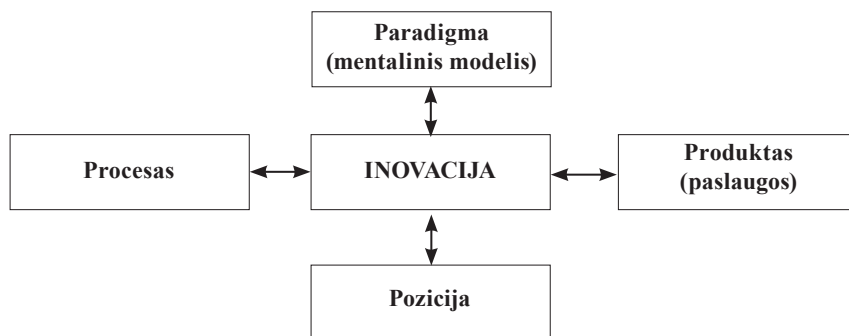 Paradigma
(mentalinis modelis)
Procesas
INOVACIJA
Produktas
(paslaugos)
Pozicija